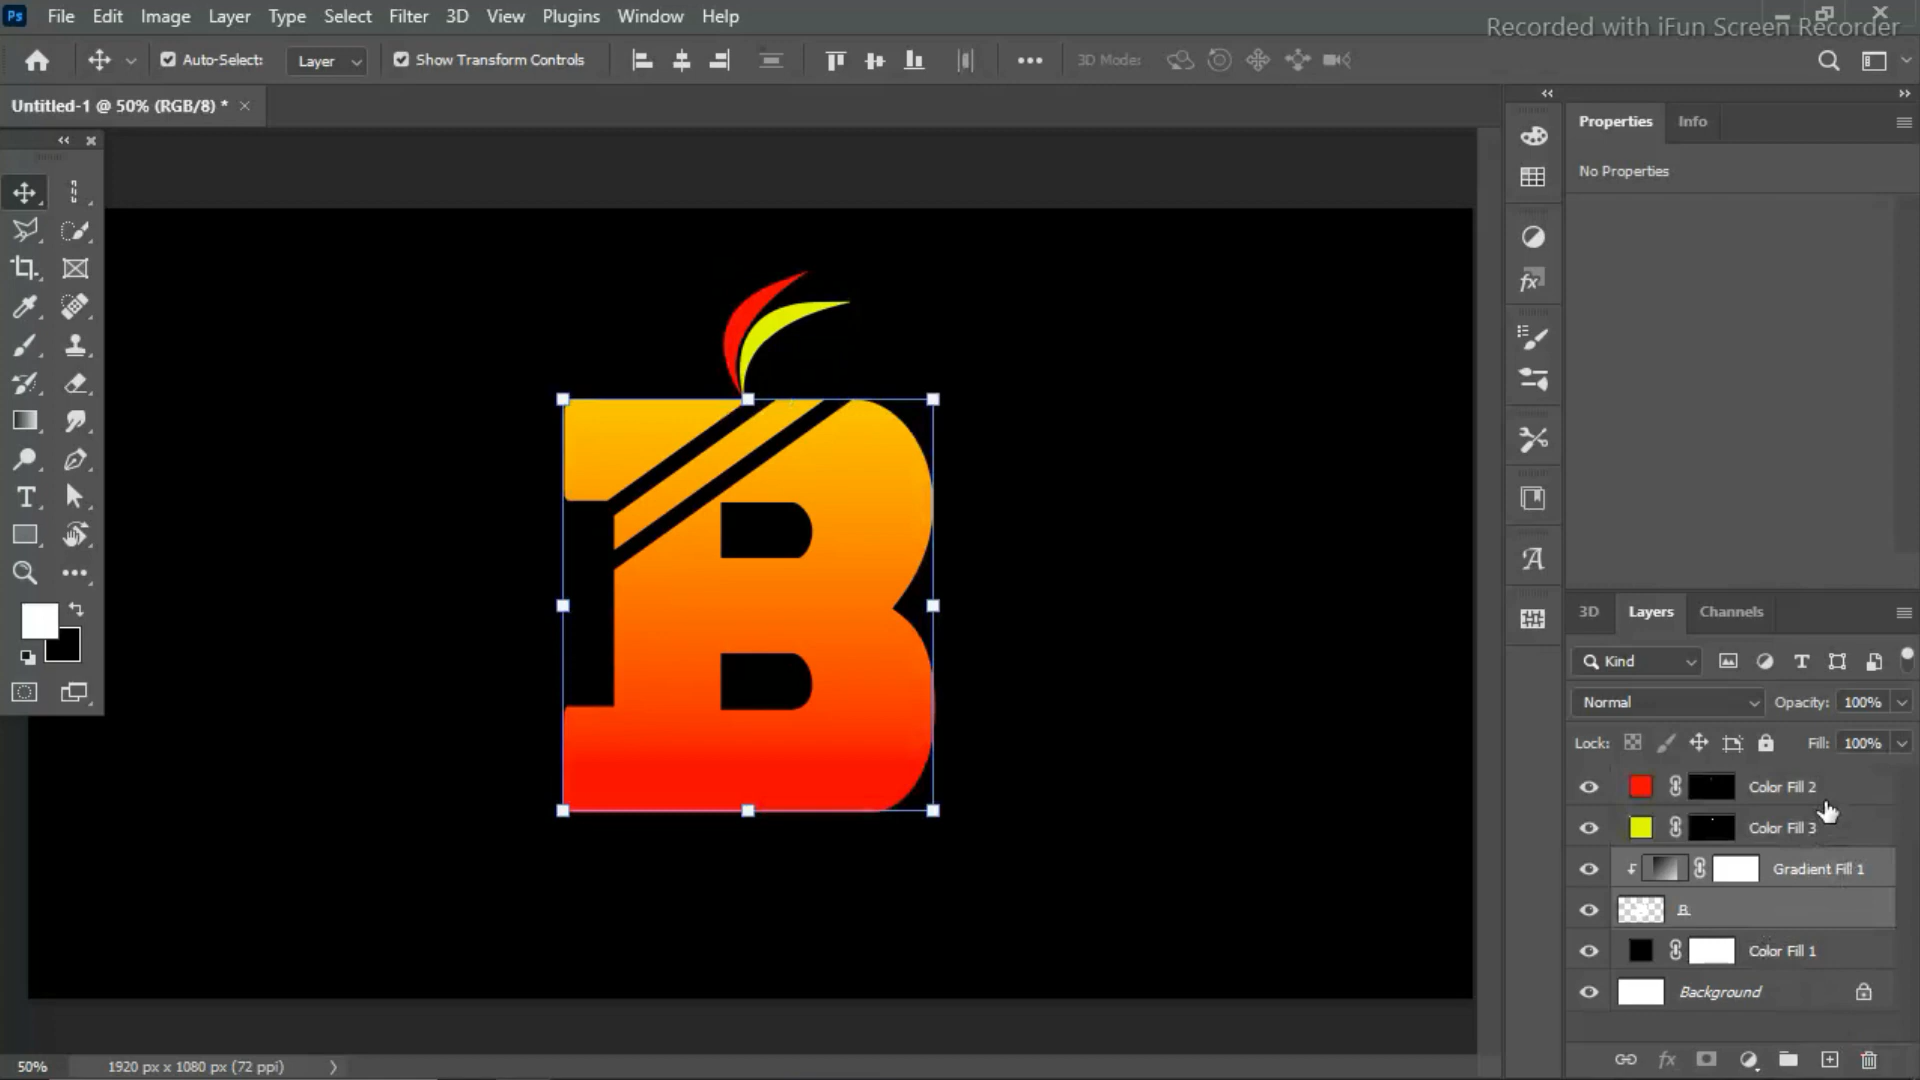 Ps File Edit Image Layer Type Select Filter 3D View Plugins Window Help
Recorded with iFun Screen Recorder
Auto-Select: Layer Show Transform Controls 3D Mode:
Untitled-1 @ 50% (RGB/8) *
Properties Info
No Properties
B
3D Layers Channels
Kind
Normal Opacity: 100%
Lock: Fill: 100%
Color Fill 2
Color Fill 3
Gradient Fill 1
B
Color Fill 1
Background
50% 1920 px x 1080 px (72 ppi)